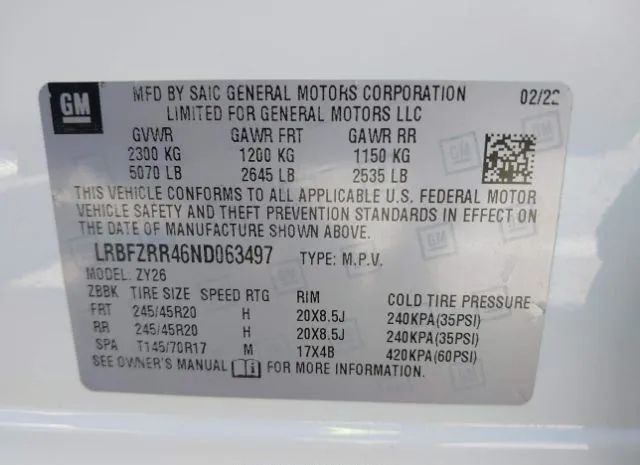 GM
MFD BY SAIC GENERAL MOTORS CORPORATION 02/22
LIMITED FOR GENERAL MOTORS LLC
GVWR GAWR FRT GAWR RR
2300 KG 1200 KG 1150 KG
5070 LB 2645 LB 2535 LB
THIS VEHICLE CONFORMS TO ALL APPLICABLE U.S. FEDERAL MOTOR
VEHICLE SAFETY AND THEFT PREVENTION STANDARDS IN EFFECT ON
THE DATE OF MANUFACTURE SHOWN ABOVE.
LRBFZRR46ND063497 TYPE: M.P.V.
MODEL: ZY26
ZBBK TIRE SIZE SPEED RTG RIM COLD TIRE PRESSURE
FRT 245/45R20 H 20X8.5J 240KPA(35PSI)
RR 245/45R20 H 20X8.5J 240KPA(35PSI)
SPA T145/70R17 M 17X4B 420KPA(60PSI)
SEE OWNER'S MANUAL FOR MORE INFORMATION.